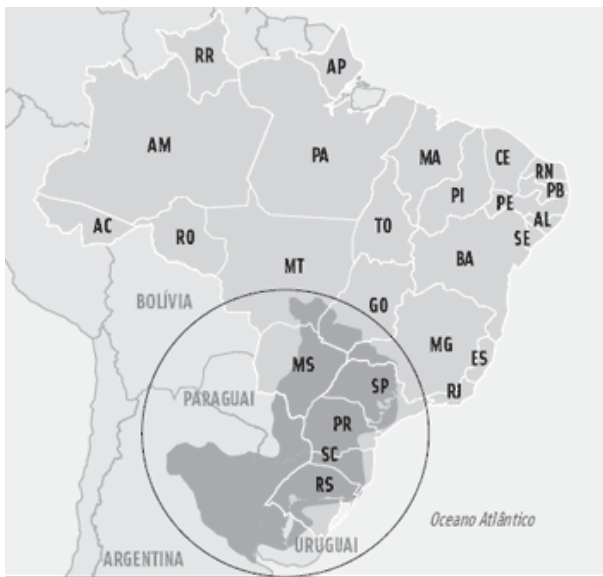 RR
AP
AM
PA
MA
CE
RN
PB
PI
PE
AL
SE
AC
RO
TO
BA
MT
BOLÍVIA
GO
MG
ES
MS
SP
RJ
PARAGUAI
PR
SC
RS
Oceano Atlântico
URUGUAI
ARGENTINA